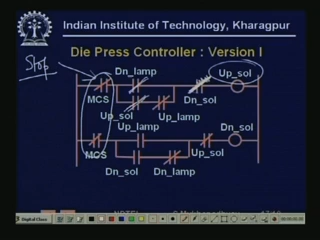 Indian Institute of Technology, Kharagpur
Die Press Controller : Version I
Stop
Dn_lamp
Up_sol
MCS
Dn_sol
Up_sol
Up_lamp
Up_lamp
Dn_sol
MCS
Up_sol
Dn_sol
Dn_lamp